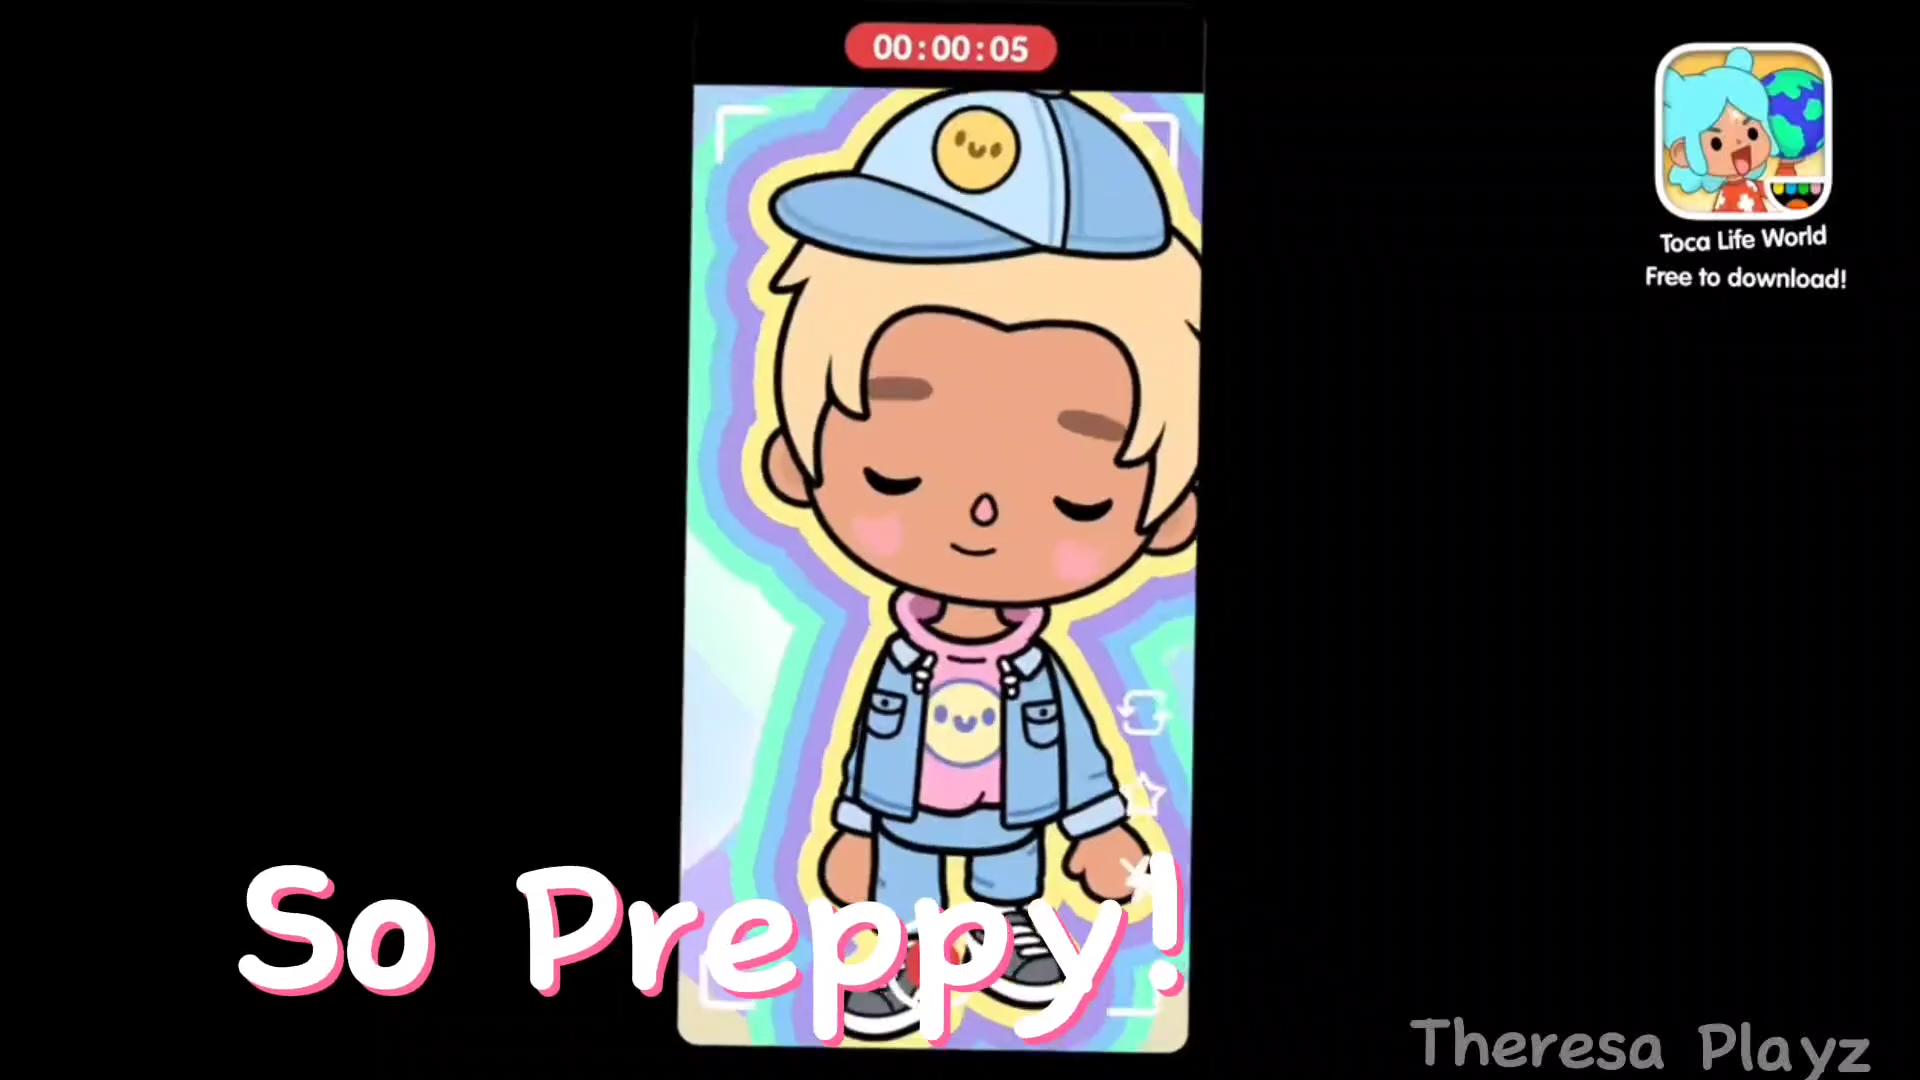 00:00:05
Toca Life World
Free to download!
So Preppy!
Theresa Playz